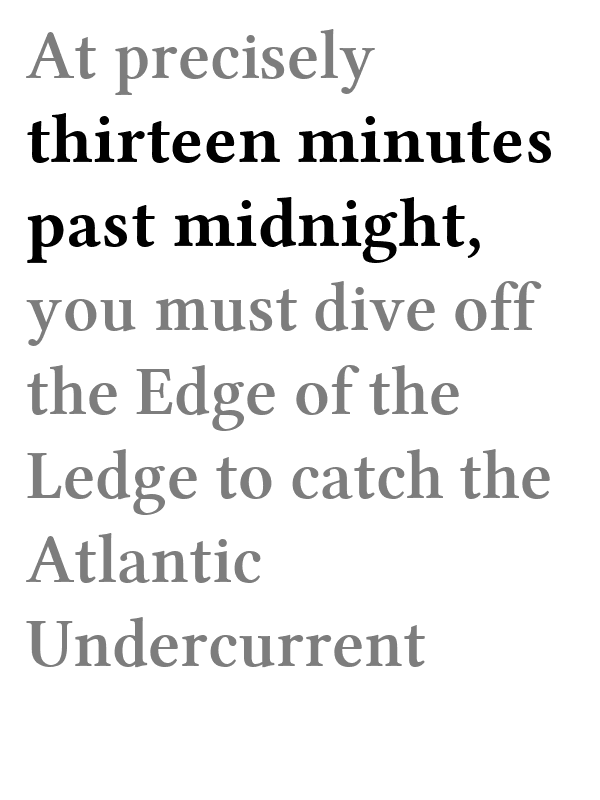 At precisely
thirteen minutes
past midnight,
you must dive off
the Edge of the
Ledge to catch the
Atlantic
Undercurrent